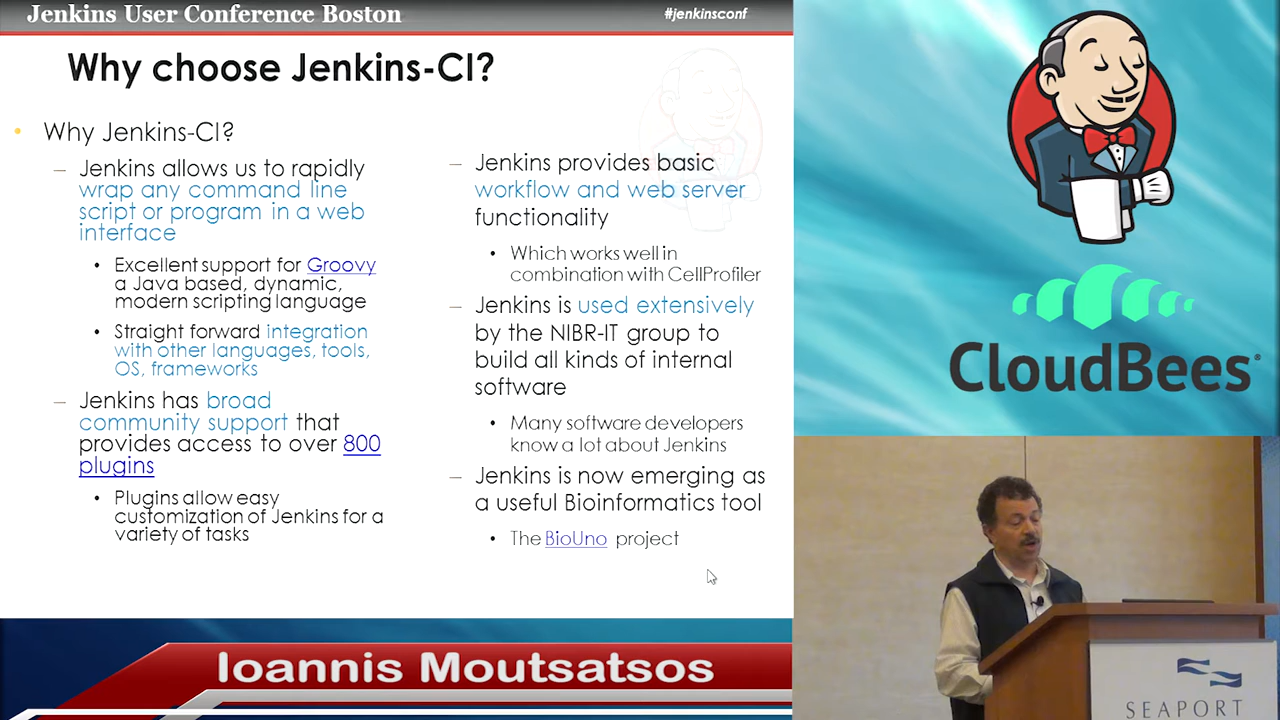 Jenkins User Conference Boston
#jenkinsconf
Why choose Jenkins-CI?
• Why Jenkins-CI?
– Jenkins allows us to rapidly
wrap any command line
script or program in a web
interface
• Excellent support for Groovy
a Java based, dynamic,
modern scripting language
• Straight forward integration
with other languages, tools,
OS, frameworks
– Jenkins has broad
community support that
provides access to over 800
plugins
• Plugins allow easy
customization of Jenkins for a
variety of tasks
– Jenkins provides basic
workflow and web server
functionality
• Which works well in
combination with CellProfiler
– Jenkins is used extensively
by the NIBR-IT group to
build all kinds of internal
software
• Many software developers
know a lot about Jenkins
– Jenkins is now emerging as
a useful Bioinformatics tool
• The BioUno project
Ioannis Moutsatsos
CloudBees®
SEAPORT